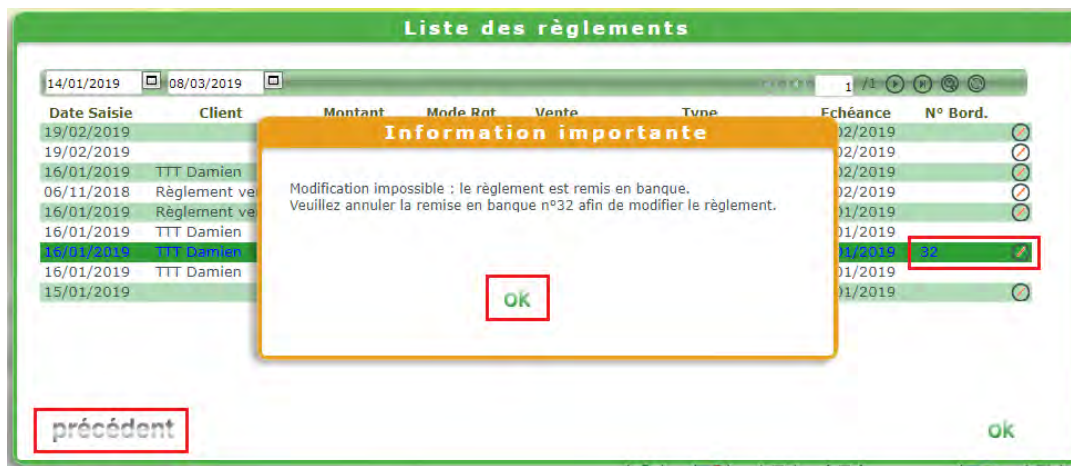 Liste des règlements
14/01/2019 08/03/2019 1 /1
Date Saisie Client Montant Mode Rgt Vente Type Echéance N° Bord.
Information importante
19/02/2019 02/2019
19/02/2019 02/2019
16/01/2019 TTT Damien 02/2019
06/11/2018 Règlement 02/2019
Modification impossible : le règlement est remis en banque.
Veuillez annuler la remise en banque n°32 afin de modifier le règlement.
16/01/2019 Règlement 01/2019
16/01/2019 TTT Damien 01/2019
16/01/2019 TTT Damien 01/2019 32
16/01/2019 TTT Damien 01/2019
15/01/2019 01/2019
ok
précédent ok